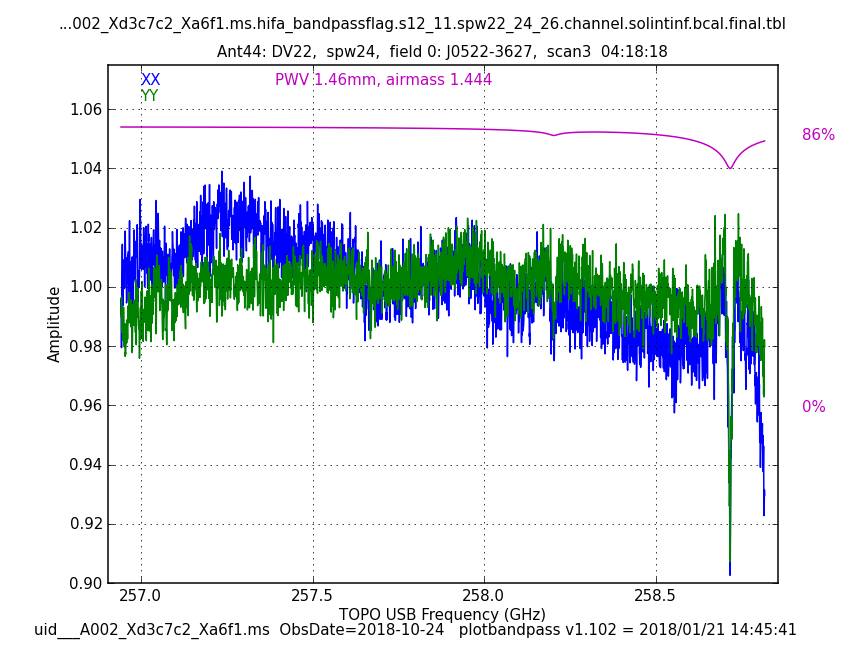 ...002_Xd3c7c2_Xa6f1.ms.hifa_bandpassflag.s12_11.spw22_24_26.channel.solintinf.bcal.final.tbl
Ant44: DV22,  spw24,  field 0: J0522-3627,  scan3  04:18:18
XX
PWV 1.46mm, airmass 1.444
YY
1.06
86%
1.04
1.02
1.00
Amplitude
0.98
0.96
0%
0.94
0.92
0.90
257.0 257.5 258.0 258.5
TOPO USB Frequency (GHz)
uid___A002_Xd3c7c2_Xa6f1.ms  ObsDate=2018-10-24   plotbandpass v1.102 = 2018/01/21 14:45:41